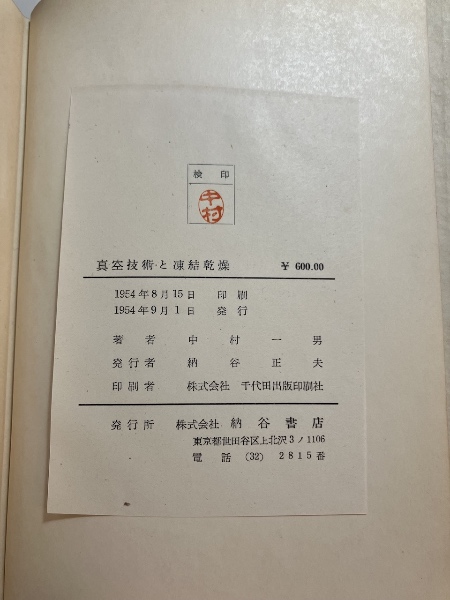 検印
中村
真空技術と凍結乾燥 ¥ 600.00
1954年8月15日 印刷
1954年9月1日 発行
著者 中村一男
発行者 納谷正夫
印刷者 株式会社 千代田出版印刷社
発行所 株式会社 納谷書店
東京都世田谷区上北沢3ノ1106
電話 (32) 2815番